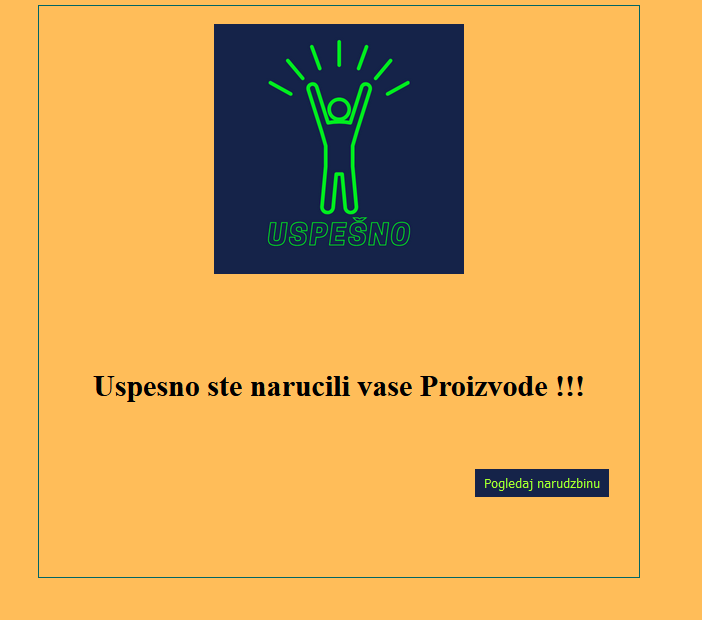 USPEŠNO
Uspesno ste narucili vase Proizvode !!!
Pogledaj narudzbinu